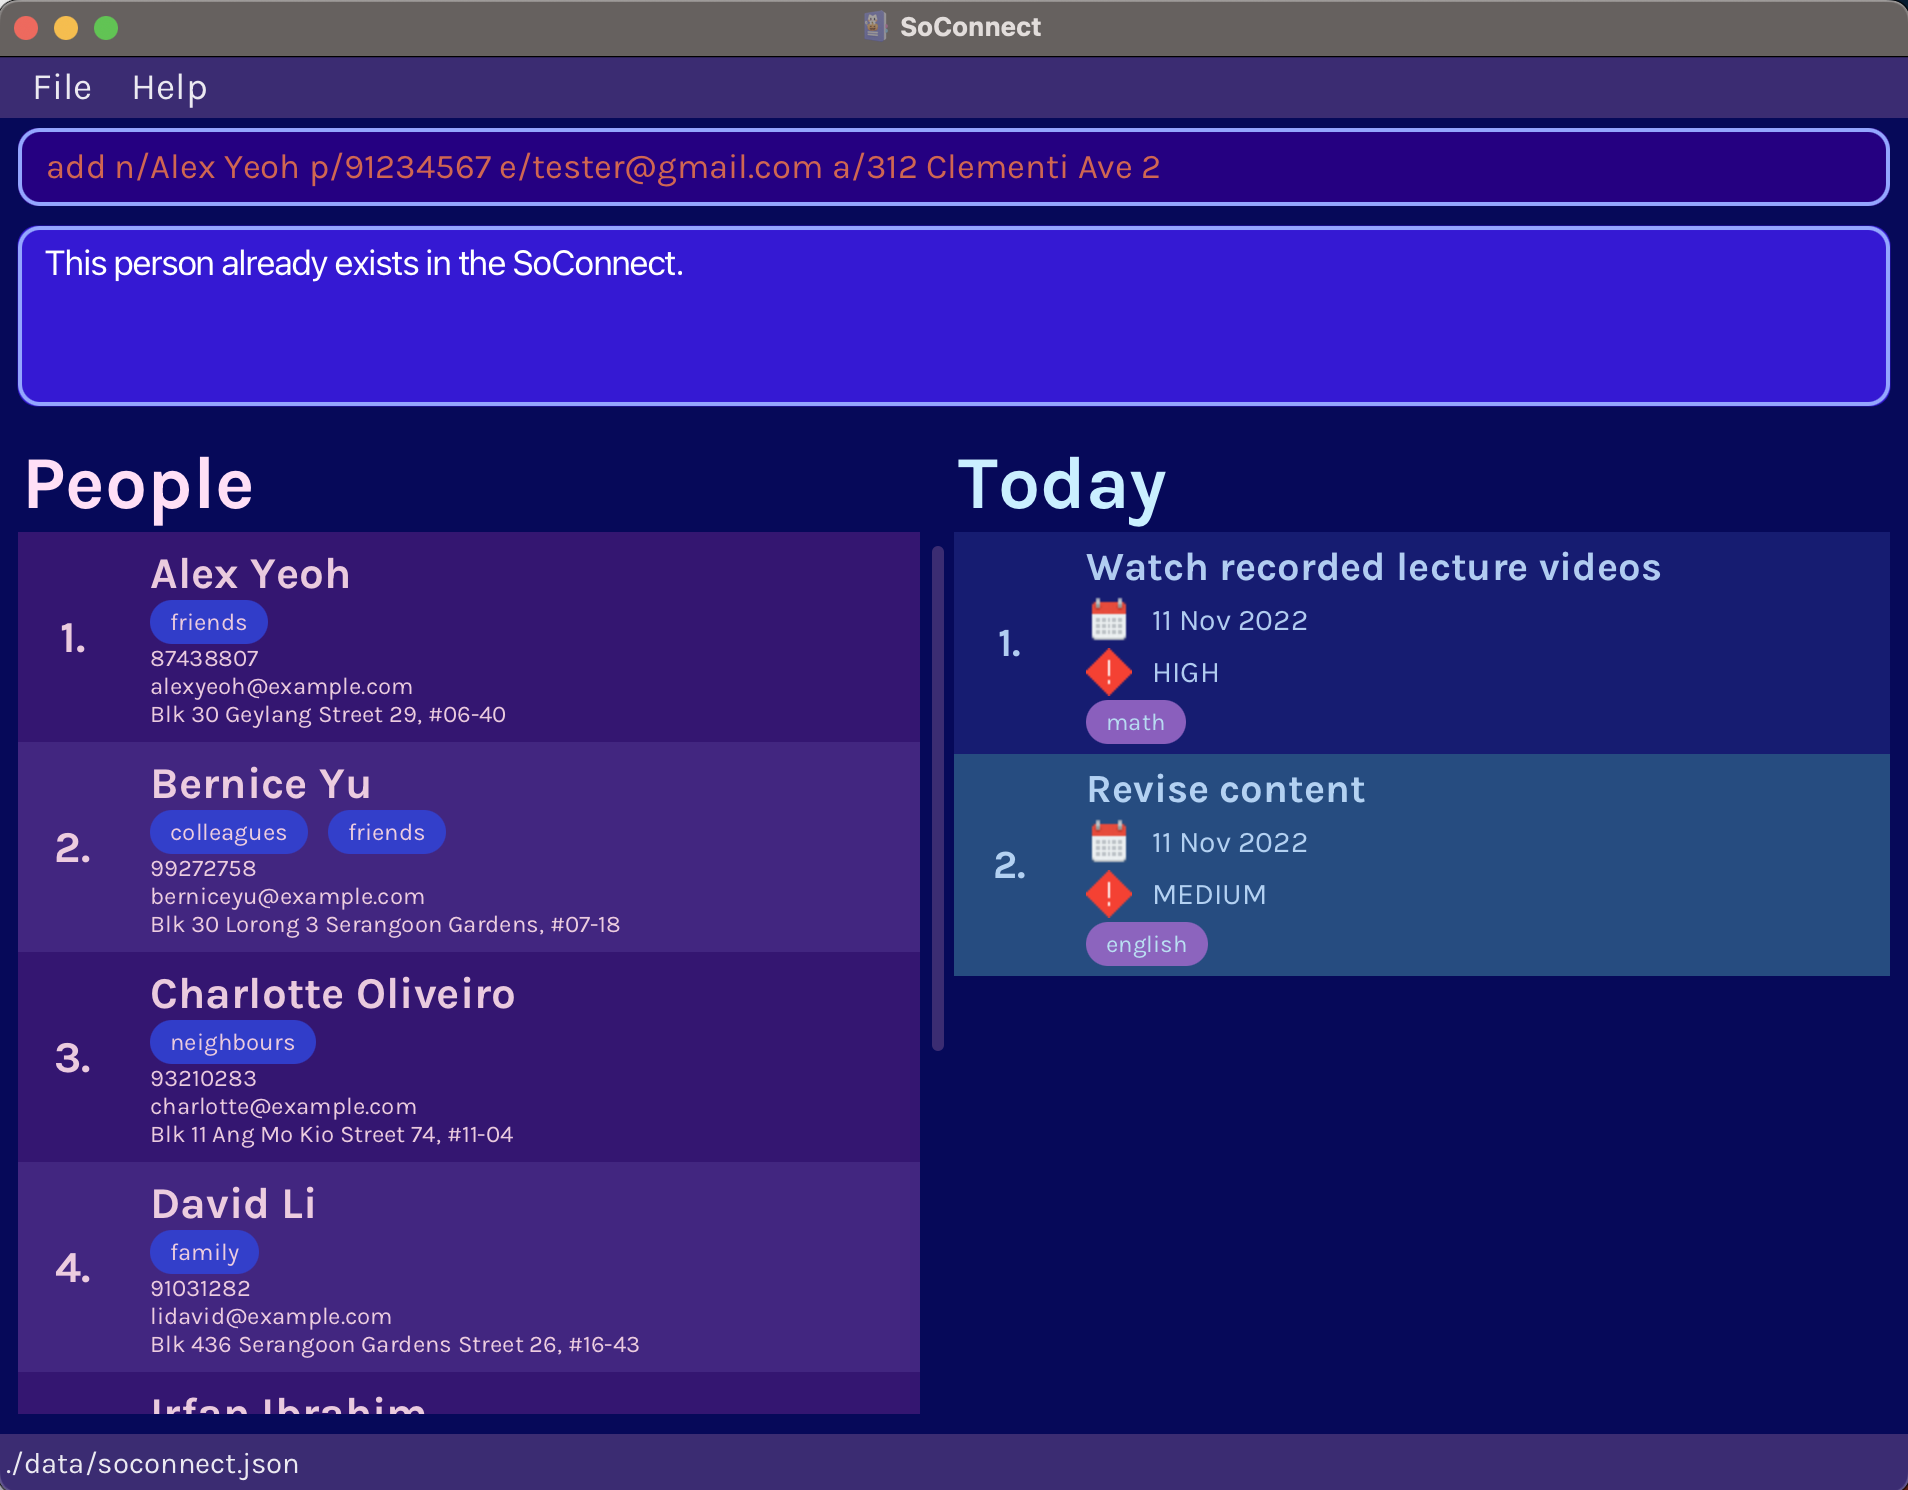 SoConnect
File Help
add n/Alex Yeoh p/91234567 e/tester@gmail.com a/312 Clementi Ave 2
This person already exists in the SoConnect.
People
1.
Alex Yeoh
friends
87438807
alexyeoh@example.com
Blk 30 Geylang Street 29, #06-40
2.
Bernice Yu
colleagues friends
99272758
berniceyu@example.com
Blk 30 Lorong 3 Serangoon Gardens, #07-18
3.
Charlotte Oliveiro
neighbours
93210283
charlotte@example.com
Blk 11 Ang Mo Kio Street 74, #11-04
4.
David Li
family
91031282
lidavid@example.com
Blk 436 Serangoon Gardens Street 26, #16-43
Irfan Ibrahim
Today
1.
Watch recorded lecture videos
11 Nov 2022
HIGH
math
2.
Revise content
11 Nov 2022
MEDIUM
english
./data/soconnect.json